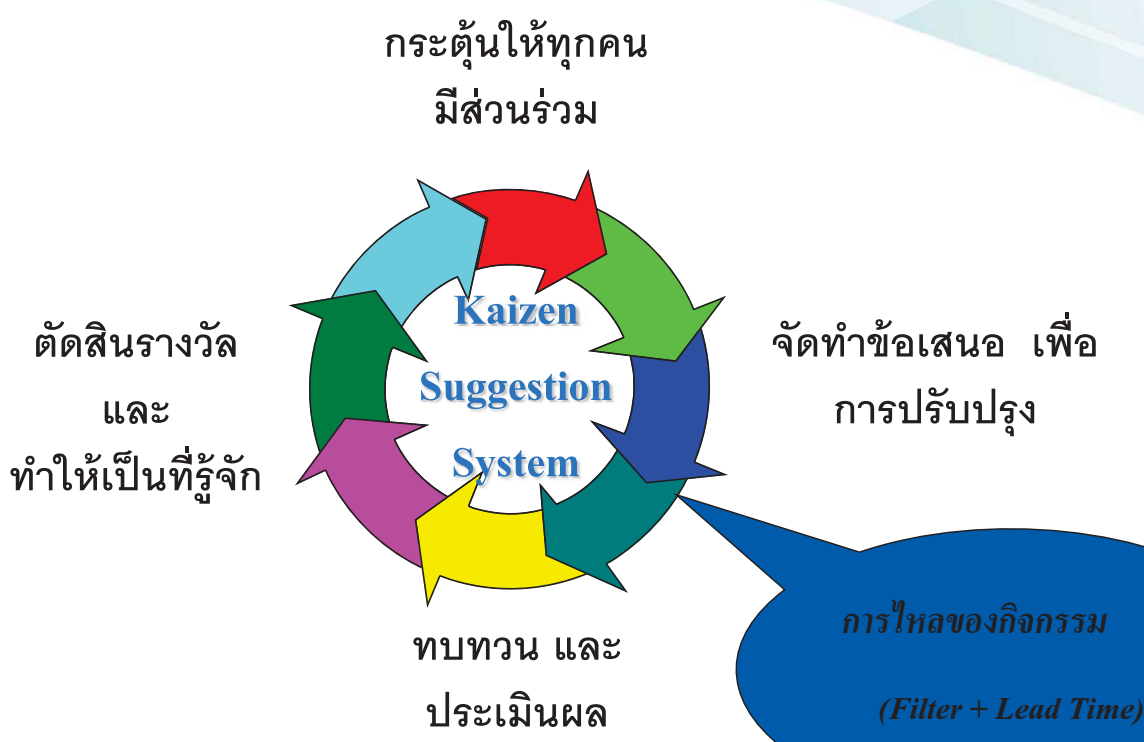 กระตุ้นให้ทุกคน
มีส่วนร่วม
Kaizen
Suggestion
System
จัดทำข้อเสนอ เพื่อ
การปรับปรุง
ตัดสินรางวัล
และ
ทำให้เป็นที่รู้จัก
ทบทวน และ
ประเมินผล
การไหลของกิจกรรม
(Filter + Lead Time)